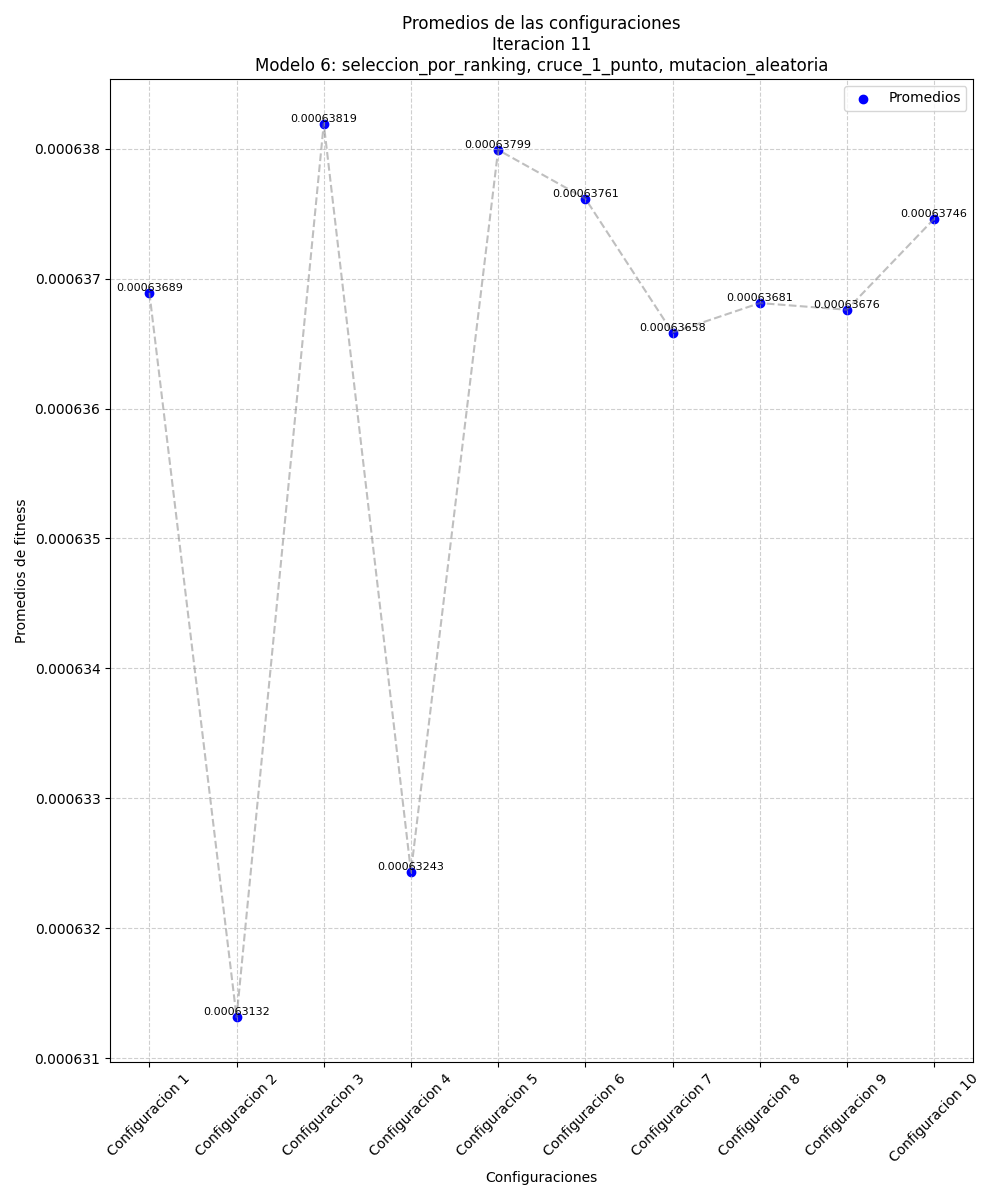 Promedios de las configuraciones
Iteracion 11
Modelo 6: seleccion_por_ranking, cruce_1_punto, mutacion_aleatoria
Promedios
0.000638
0.000637
0.000636
0.000635
0.000634
0.000633
0.000632
0.000631
Promedios de fitness
0.00063689
0.00063132
0.00063819
0.00063243
0.00063799
0.00063761
0.00063658
0.00063681
0.00063676
0.00063746
Configuracion 1
Configuracion 2
Configuracion 3
Configuracion 4
Configuracion 5
Configuracion 6
Configuracion 7
Configuracion 8
Configuracion 9
Configuracion 10
Configuraciones